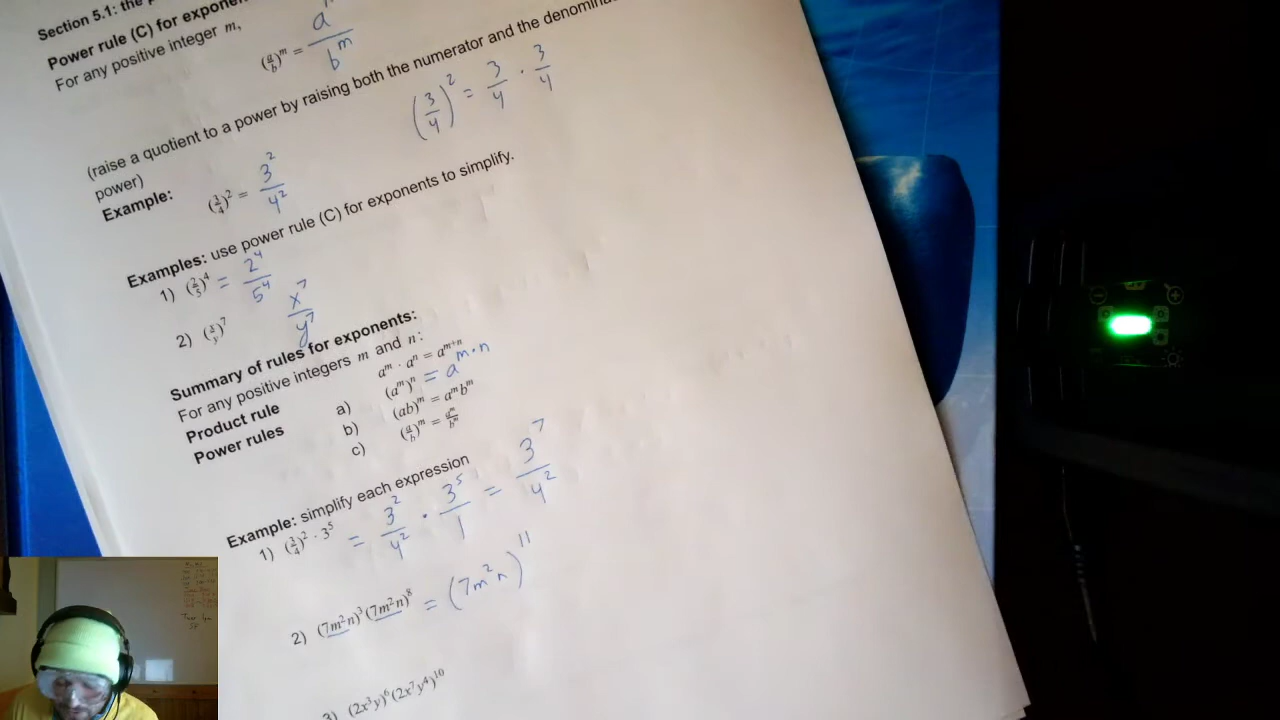 Section 5.1: the
Power rule (C) for exponen
For any positive integer m,
(a/b)^m = a / b^m
(raise a quotient to a power by raising both the numerator and the denomina
power)
(3/4)^2 = 3/4 · 3/4
Example: (3/4)^2 = 3^2/4^2
Examples: use power rule (C) for exponents to simplify.
1) (2/5)^4 = 2^4/5^4
2) (x/y)^7 x^7/y^7
Summary of rules for exponents:
For any positive integers m and n:
Product rule a^m · a^n = a^{m+n}
Power rules a) (a^m)^n = a^{m·n}
b) (ab)^m = a^m b^m
c) (a/b)^m = a^m/b^m
Example: simplify each expression
1) (3/4)^2 · 3^5 = 3^2/4^2 · 3^5/1 = 3^7/4^2
2) (7m^2n)^3(7m^2n)^8 = (7m^2n)^11
3) (2x^3y)^6(2x^7y^4)^10